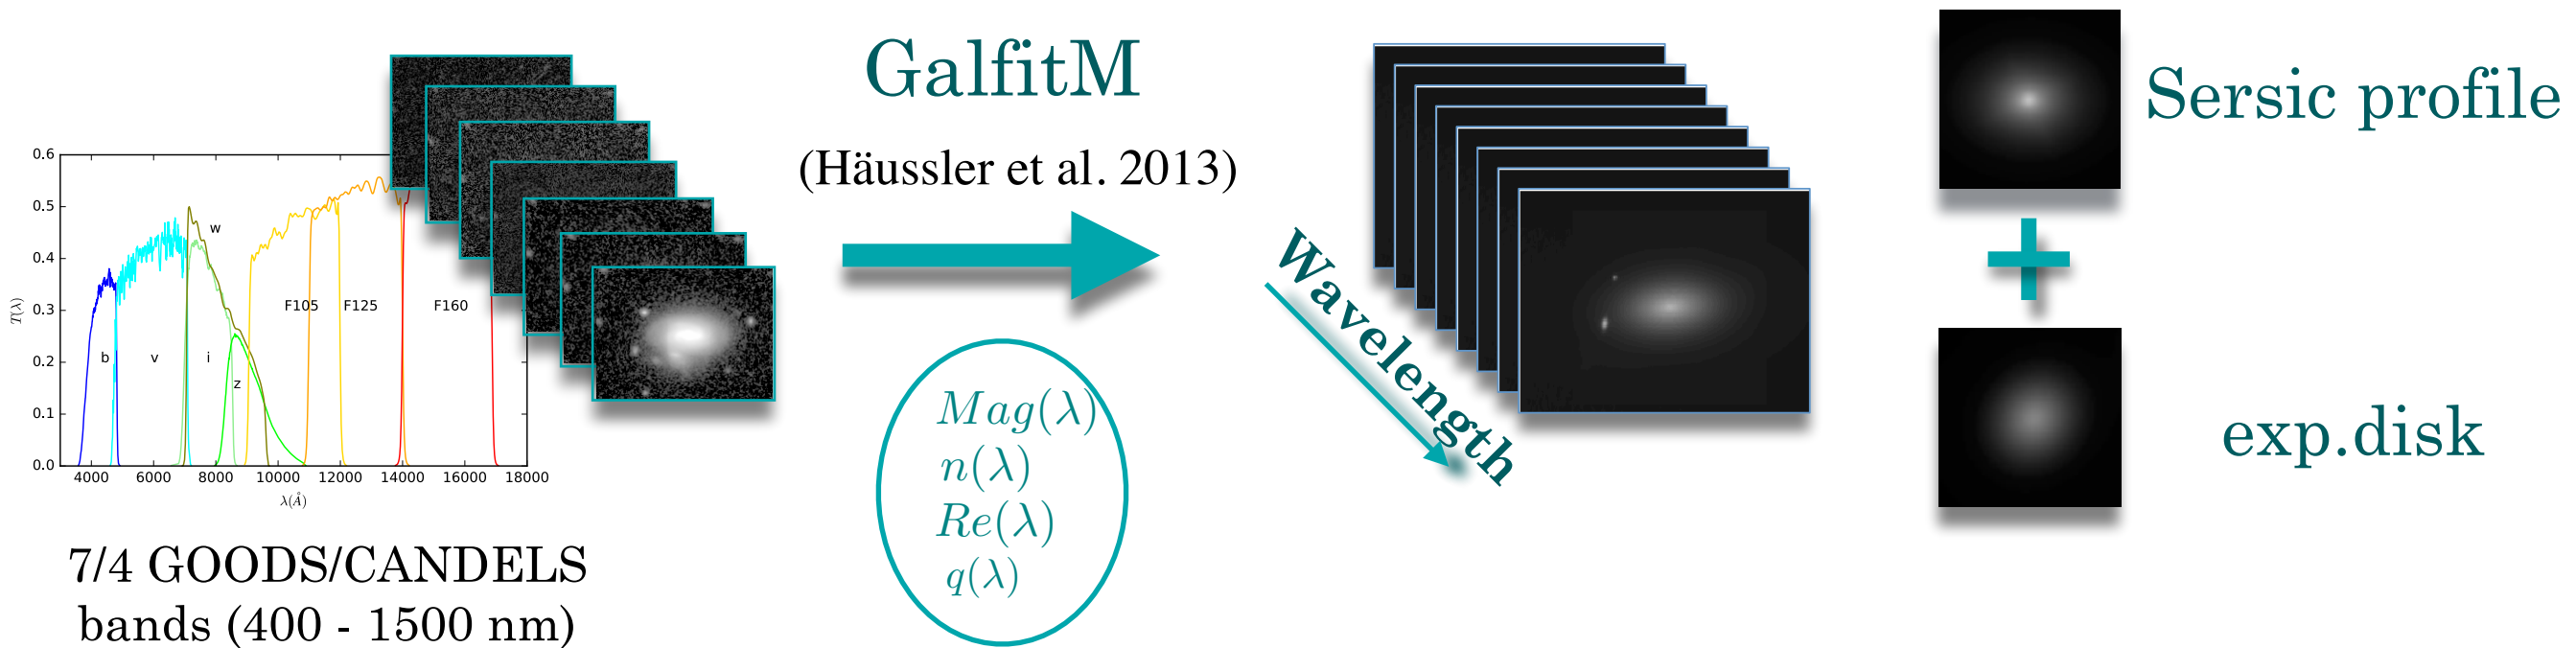 GalfitM
(Häussler et al. 2013)
Sersic profile
exp.disk
Wavelength
Mag(λ)
n(λ)
Re(λ)
q(λ)
0.6
0.5
0.4
0.3
0.2
0.1
0.0
T(λ)
w
b
v
i
z
F105
F125
F160
4000 6000 8000 10000 12000 14000 16000 18000
λ(Å)
7/4 GOODS/CANDELS
bands (400 - 1500 nm)